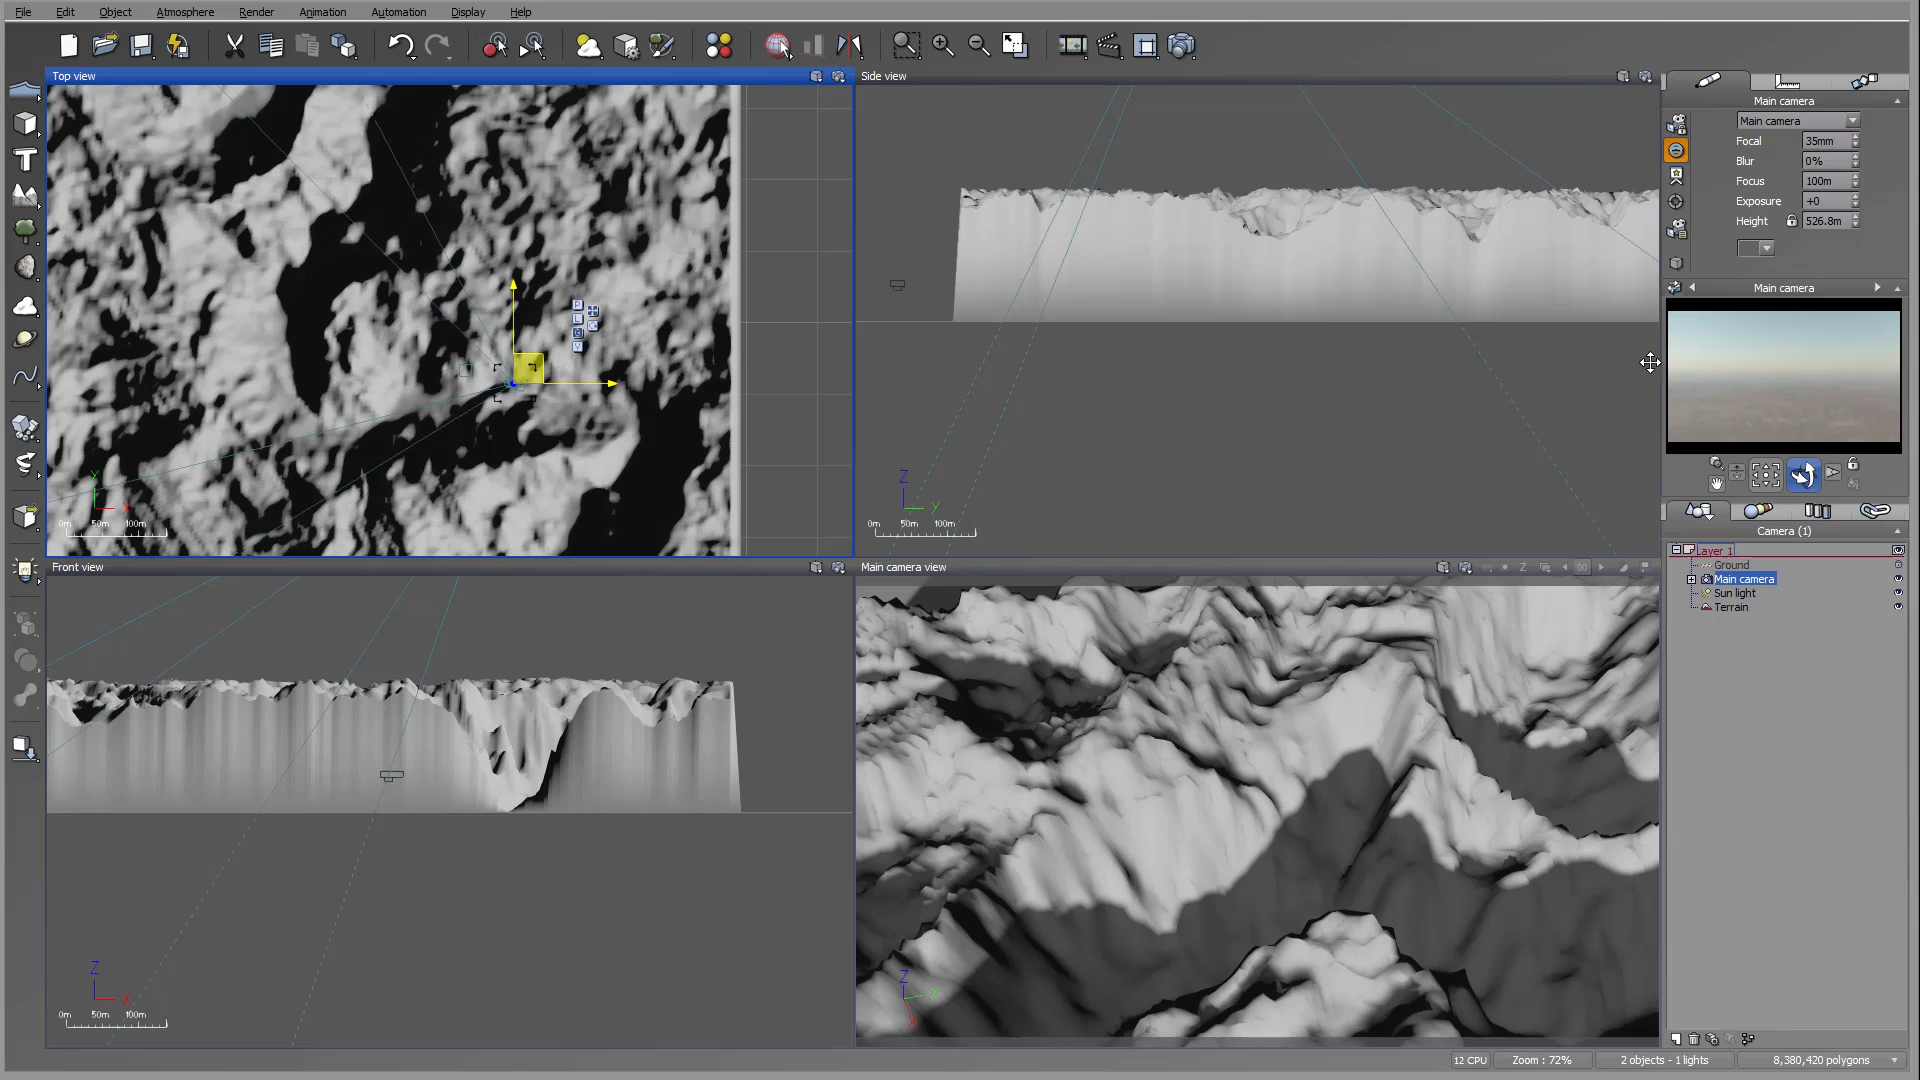 File Edit Object Atmosphere Render Animation Automation Display Help
Top view
Side view
Main camera
Main camera
Focal 35mm
Blur 0%
Focus 100m
Exposure +0
Height 526.8m
Main camera
P
L
G
Y
X
0m 50m 100m
Z
Y
0m 50m 100m
Camera (1)
Layer 1
Ground
Main camera
Sun light
Terrain
Front view
Main camera view
Z
Z
X
0m 50m 100m
Z
Y
X
12 CPU Zoom : 72% 2 objects - 1 lights 8,380,420 polygons